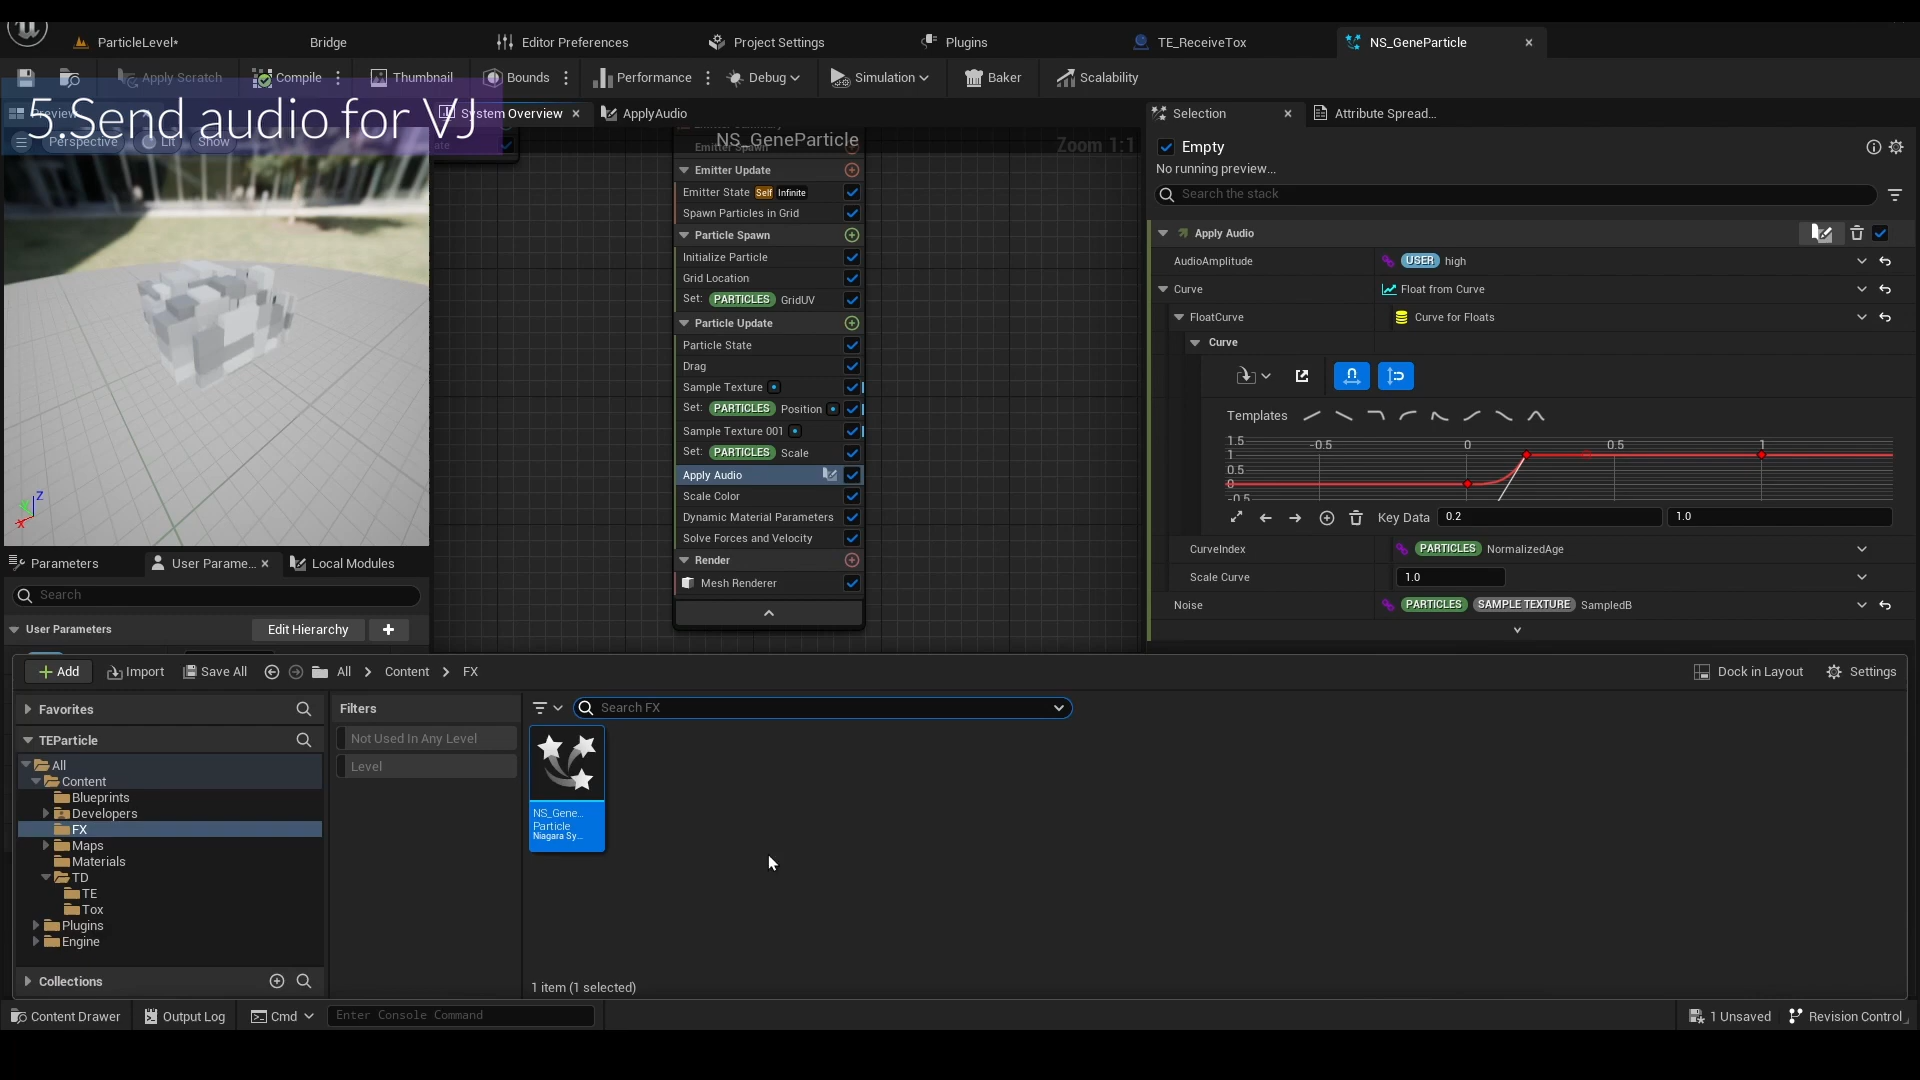 ParticleLevel*
Bridge
Editor Preferences
Project Settings
Plugins
TE_ReceiveTox
NS_GeneParticle
Apply Scratch
Compile
Thumbnail
Bounds
Performance
Debug
Simulation
Baker
Scalability
5.Send audio for VJ
Preview
System Overview
ApplyAudio
Selection
Attribute Spread...
Perspective
Lit
Show
NS_GeneParticle
Zoom 1:1
Emitter Spawn
Emitter Update
Emitter State Self Infinite
Spawn Particles in Grid
Particle Spawn
Initialize Particle
Grid Location
Set: PARTICLES GridUV
Particle Update
Particle State
Drag
Sample Texture
Set: PARTICLES Position
Sample Texture 001
Set: PARTICLES Scale
Apply Audio
Scale Color
Dynamic Material Parameters
Solve Forces and Velocity
Render
Mesh Renderer
Empty
No running preview...
Search the stack
Apply Audio
AudioAmplitude USER high
Curve Float from Curve
FloatCurve Curve for Floats
Curve
Templates
1.5 -0.5 0 0.5 1
1
0.5
0
-0.5
Key Data 0.2 1.0
CurveIndex PARTICLES NormalizedAge
Scale Curve 1.0
Noise PARTICLES SAMPLE TEXTURE SampledB
Z
X
Parameters
User Parame...
Local Modules
Search
User Parameters
Edit Hierarchy
Add
Import
Save All
All
Content
FX
Dock in Layout
Settings
Favorites
TEParticle
All
Content
Blueprints
Developers
FX
Maps
Materials
TD
TE
Tox
Plugins
Engine
Collections
Filters
Not Used In Any Level
Level
Search FX
NS_Gene...
Particle
Niagara Sy...
1 item (1 selected)
Content Drawer
Output Log
Cmd
Enter Console Command
1 Unsaved
Revision Control